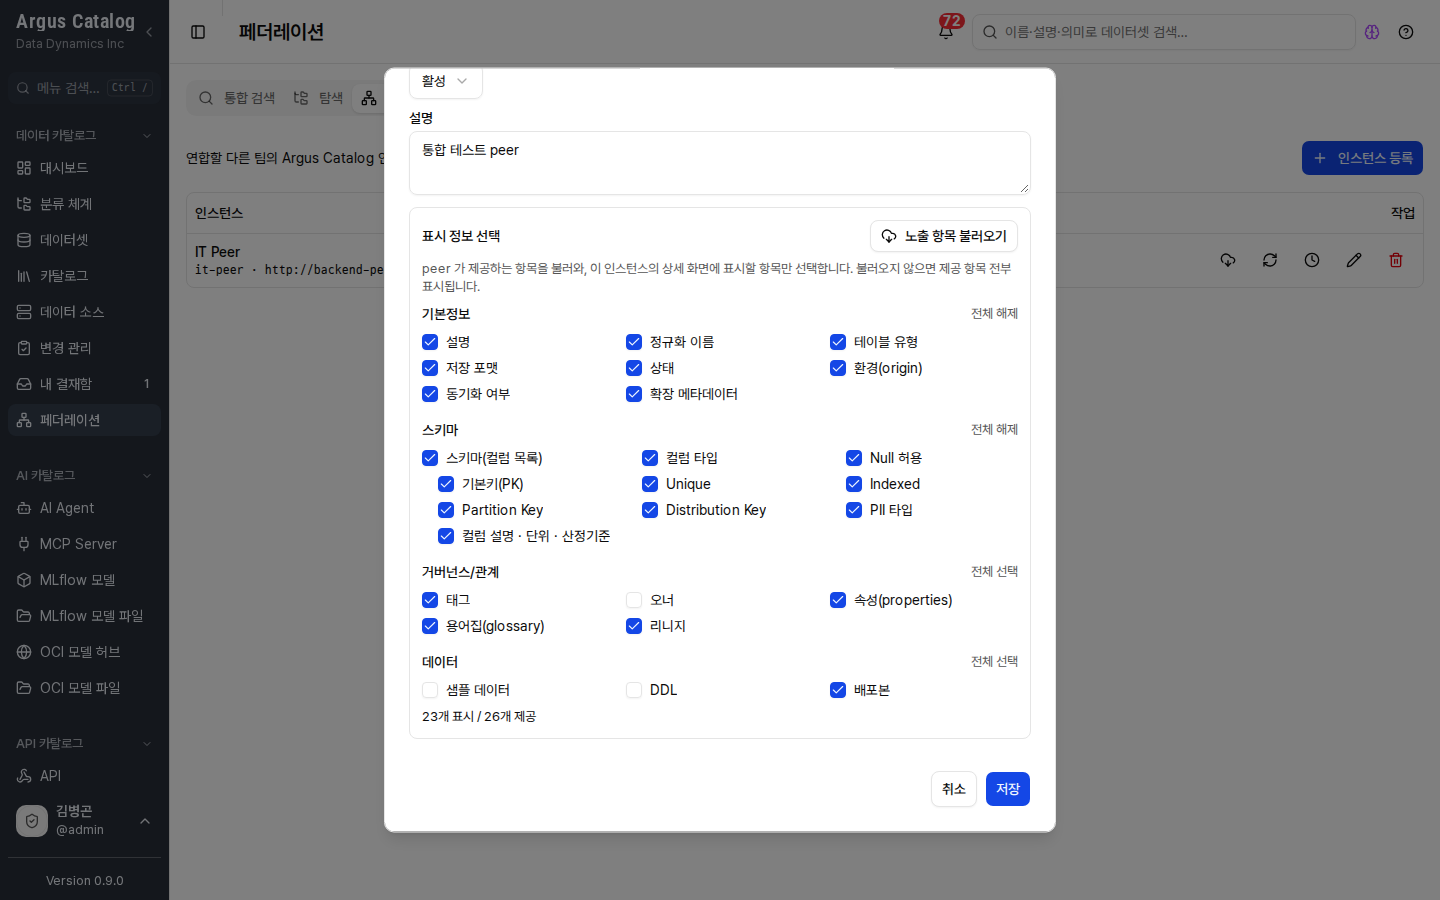 Argus Catalog
Data Dynamics Inc
메뉴 검색... Ctrl /
데이터 카탈로그
대시보드
분류 체계
데이터셋
카탈로그
데이터 소스
변경 관리
내 결재함 1
페더레이션
AI 카탈로그
AI Agent
MCP Server
MLflow 모델
MLflow 모델 파일
OCI 모델 허브
OCI 모델 파일
API 카탈로그
API
김병곤
@admin
Version 0.9.0
페더레이션
72
이름·설명·의미로 데이터셋 검색...
통합 검색 탐색
연합할 다른 팀의 Argus Catalog
인스턴스 등록
인스턴스 작업
IT Peer
it-peer · http://backend-pe
활성
설명
통합 테스트 peer
표시 정보 선택 노출 항목 불러오기
peer 가 제공하는 항목을 불러와, 이 인스턴스의 상세 화면에 표시할 항목만 선택합니다. 불러오지 않으면 제공 항목 전부
표시됩니다.
기본정보 전체 해제
설명 정규화 이름 테이블 유형
저장 포맷 상태 환경(origin)
동기화 여부 확장 메타데이터
스키마 전체 해제
스키마(컬럼 목록) 컬럼 타입 Null 허용
기본키(PK) Unique Indexed
Partition Key Distribution Key PII 타입
컬럼 설명 · 단위 · 산정기준
거버넌스/관계 전체 선택
태그 오너 속성(properties)
용어집(glossary) 리니지
데이터 전체 선택
샘플 데이터 DDL 배포본
23개 표시 / 26개 제공
취소 저장